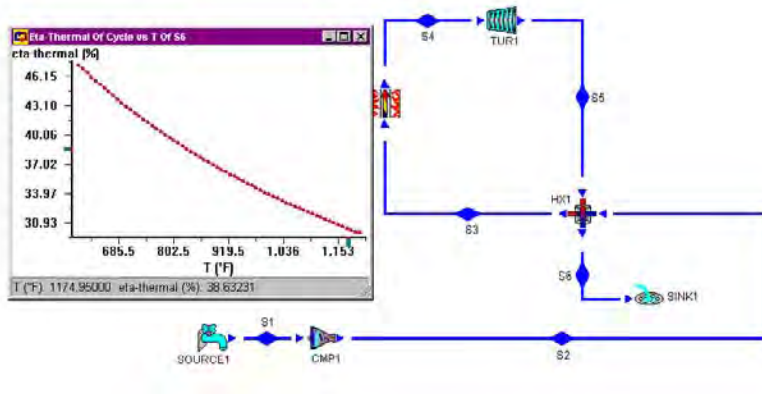 Eta-Thermal Of Cycle vs T Of S6
eta-thermal (%)
46.15
43.10
40.06
37.02
33.97
30.93
685.5 802.5 919.5 1,036 1,153
T (°F)
T (°F) 1174.95000 eta-thermal (%): 38.63231
S4
TUR1
S5
HX1
S3
S6
SINK1
S1
SOURCE1
CMP1
S2